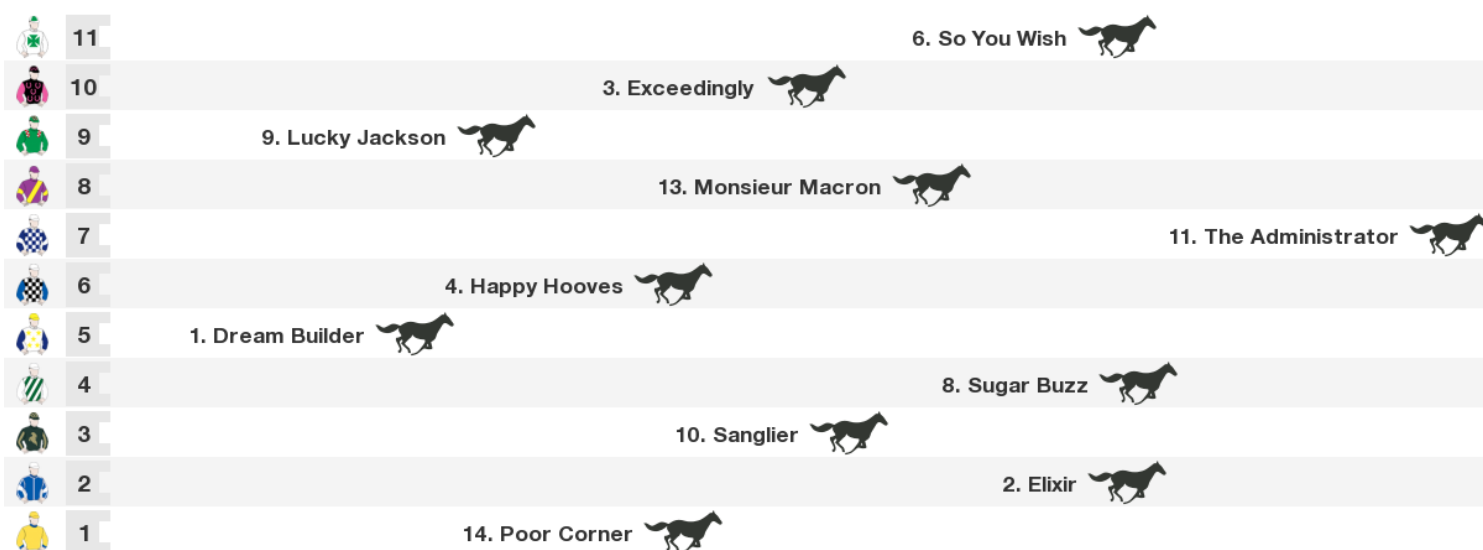 11 6. So You Wish
10 3. Exceedingly
9 9. Lucky Jackson
8 13. Monsieur Macron
7 11. The Administrator
6 4. Happy Hooves
5 1. Dream Builder
4 8. Sugar Buzz
3 10. Sanglier
2 2. Elixir
1 14. Poor Corner